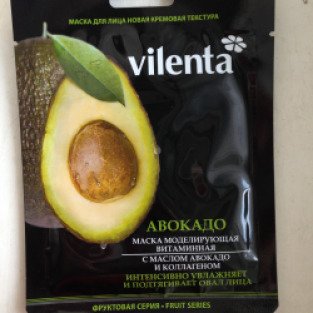 МАСКА ДЛЯ ЛИЦА НОВАЯ КРЕМОВАЯ ТЕКСТУРА
vilenta
АВОКАДО
МАСКА МОДЕЛИРУЮЩАЯ
ВИТАМИННАЯ
С МАСЛОМ АВОКАДО
И КОЛЛАГЕНОМ
ИНТЕНСИВНО УВЛАЖНЯЕТ
И ПОДТЯГИВАЕТ ОВАЛ ЛИЦА
ФРУКТОВАЯ СЕРИЯ • FRUIT SERIES